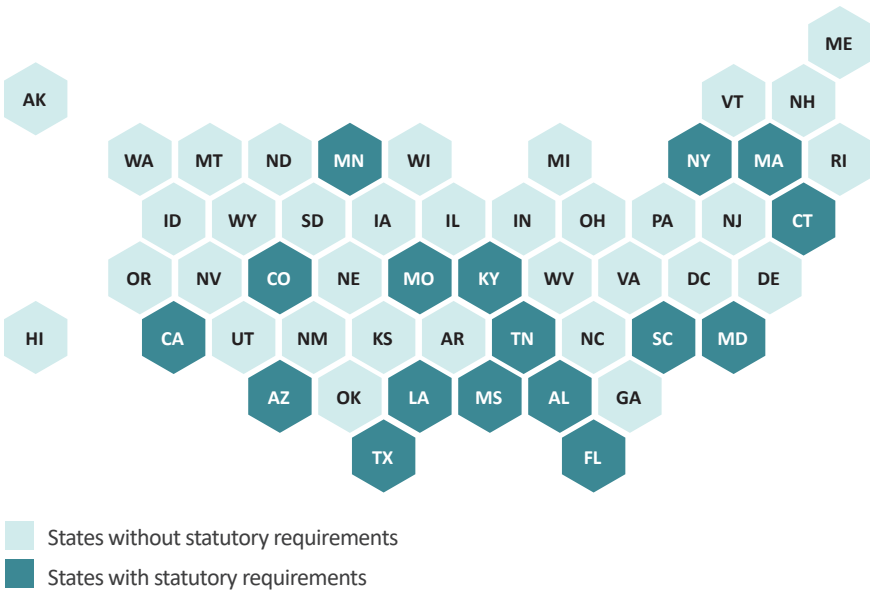 ME
AK VT NH
WA MT ND MN WI MI NY MA RI
ID WY SD IA IL IN OH PA NJ CT
OR NV CO NE MO KY WV VA DC DE
HI CA UT NM KS AR TN NC SC MD
AZ OK LA MS AL GA
TX FL
States without statutory requirements
States with statutory requirements